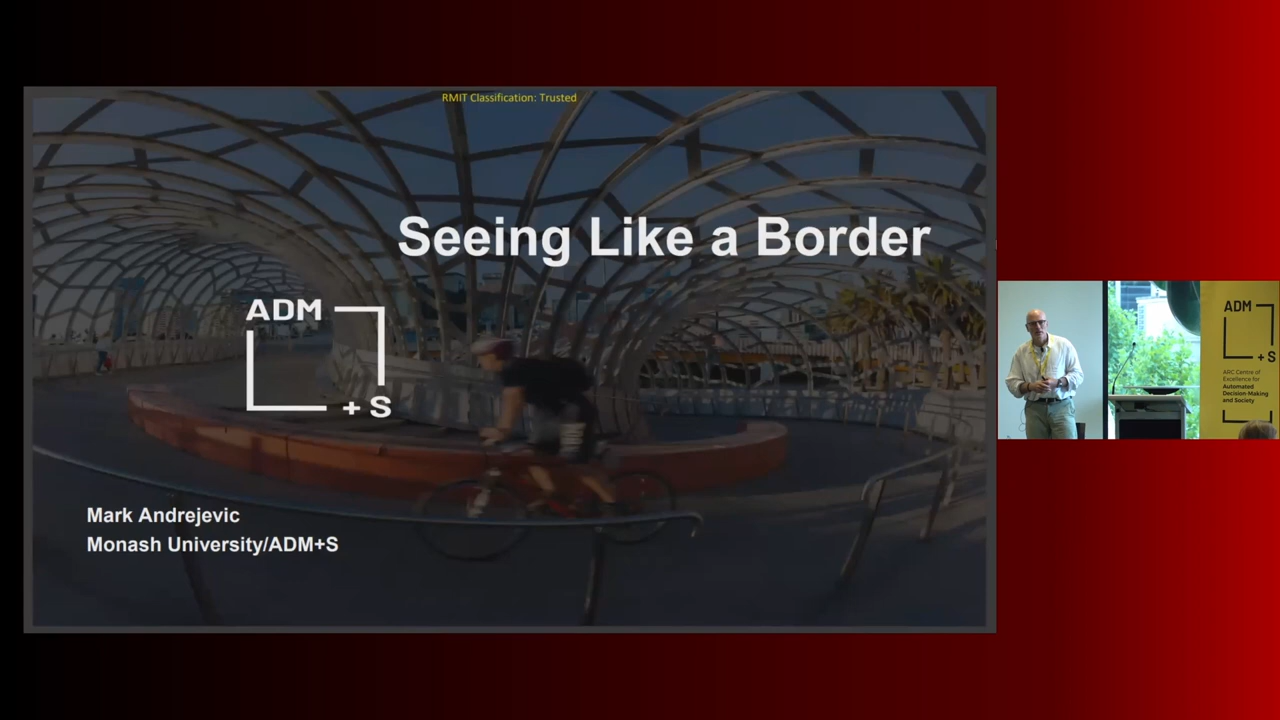 RMIT Classification: Trusted
Seeing Like a Border
ADM
+ S
Mark Andrejevic
Monash University/ADM+S
ADM
+ S
ARC Centre of
Excellence for
Automated
Decision-Making
and Society